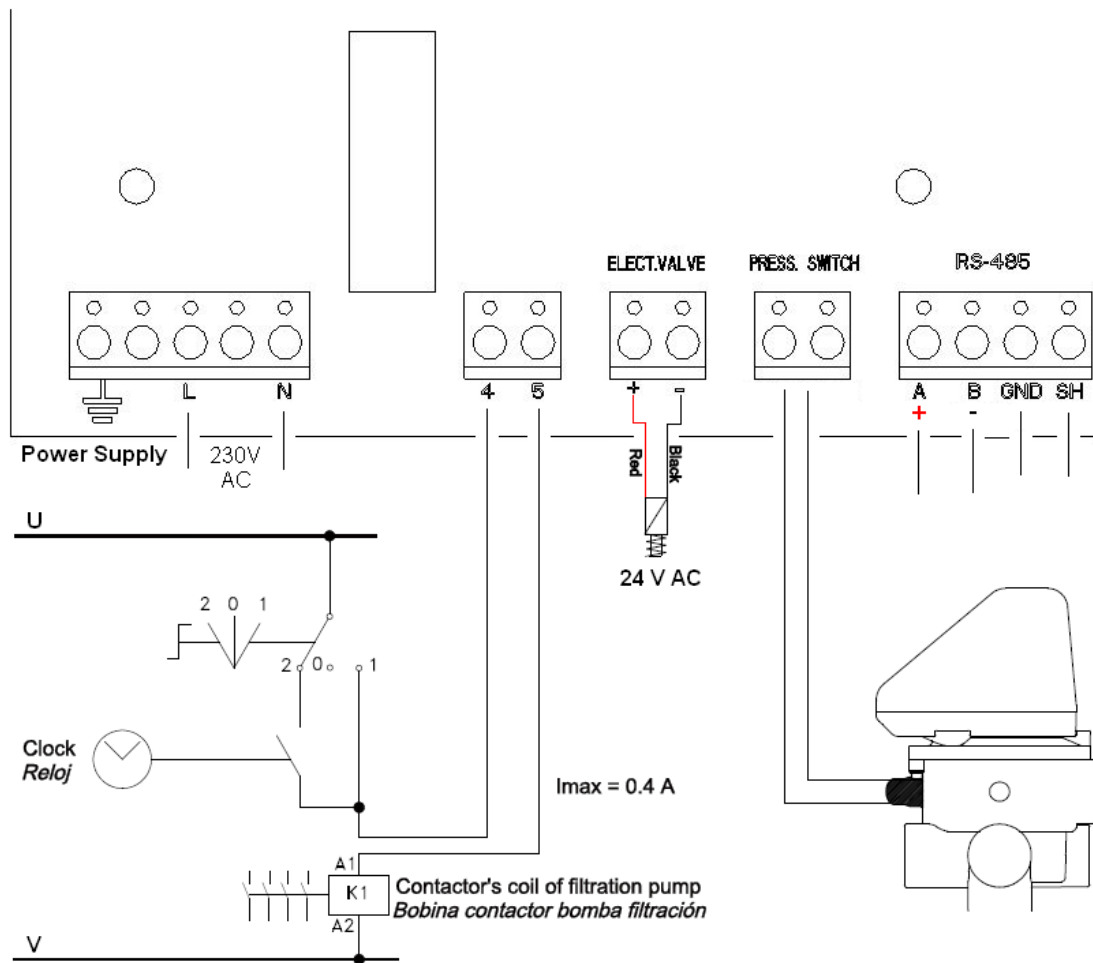 ELECT.VALVE
PRESS. SWITCH
RS-485
L
N
4
5
+
-
A
B
GND
SH
+
-
Power Supply
230V
AC
Red
Black
24 V AC
U
2 0 1
2 0 1
Clock
Reloj
Imax = 0.4 A
A1
K1
A2
Contactor's coil of filtration pump
Bobina contactor bomba filtración
V